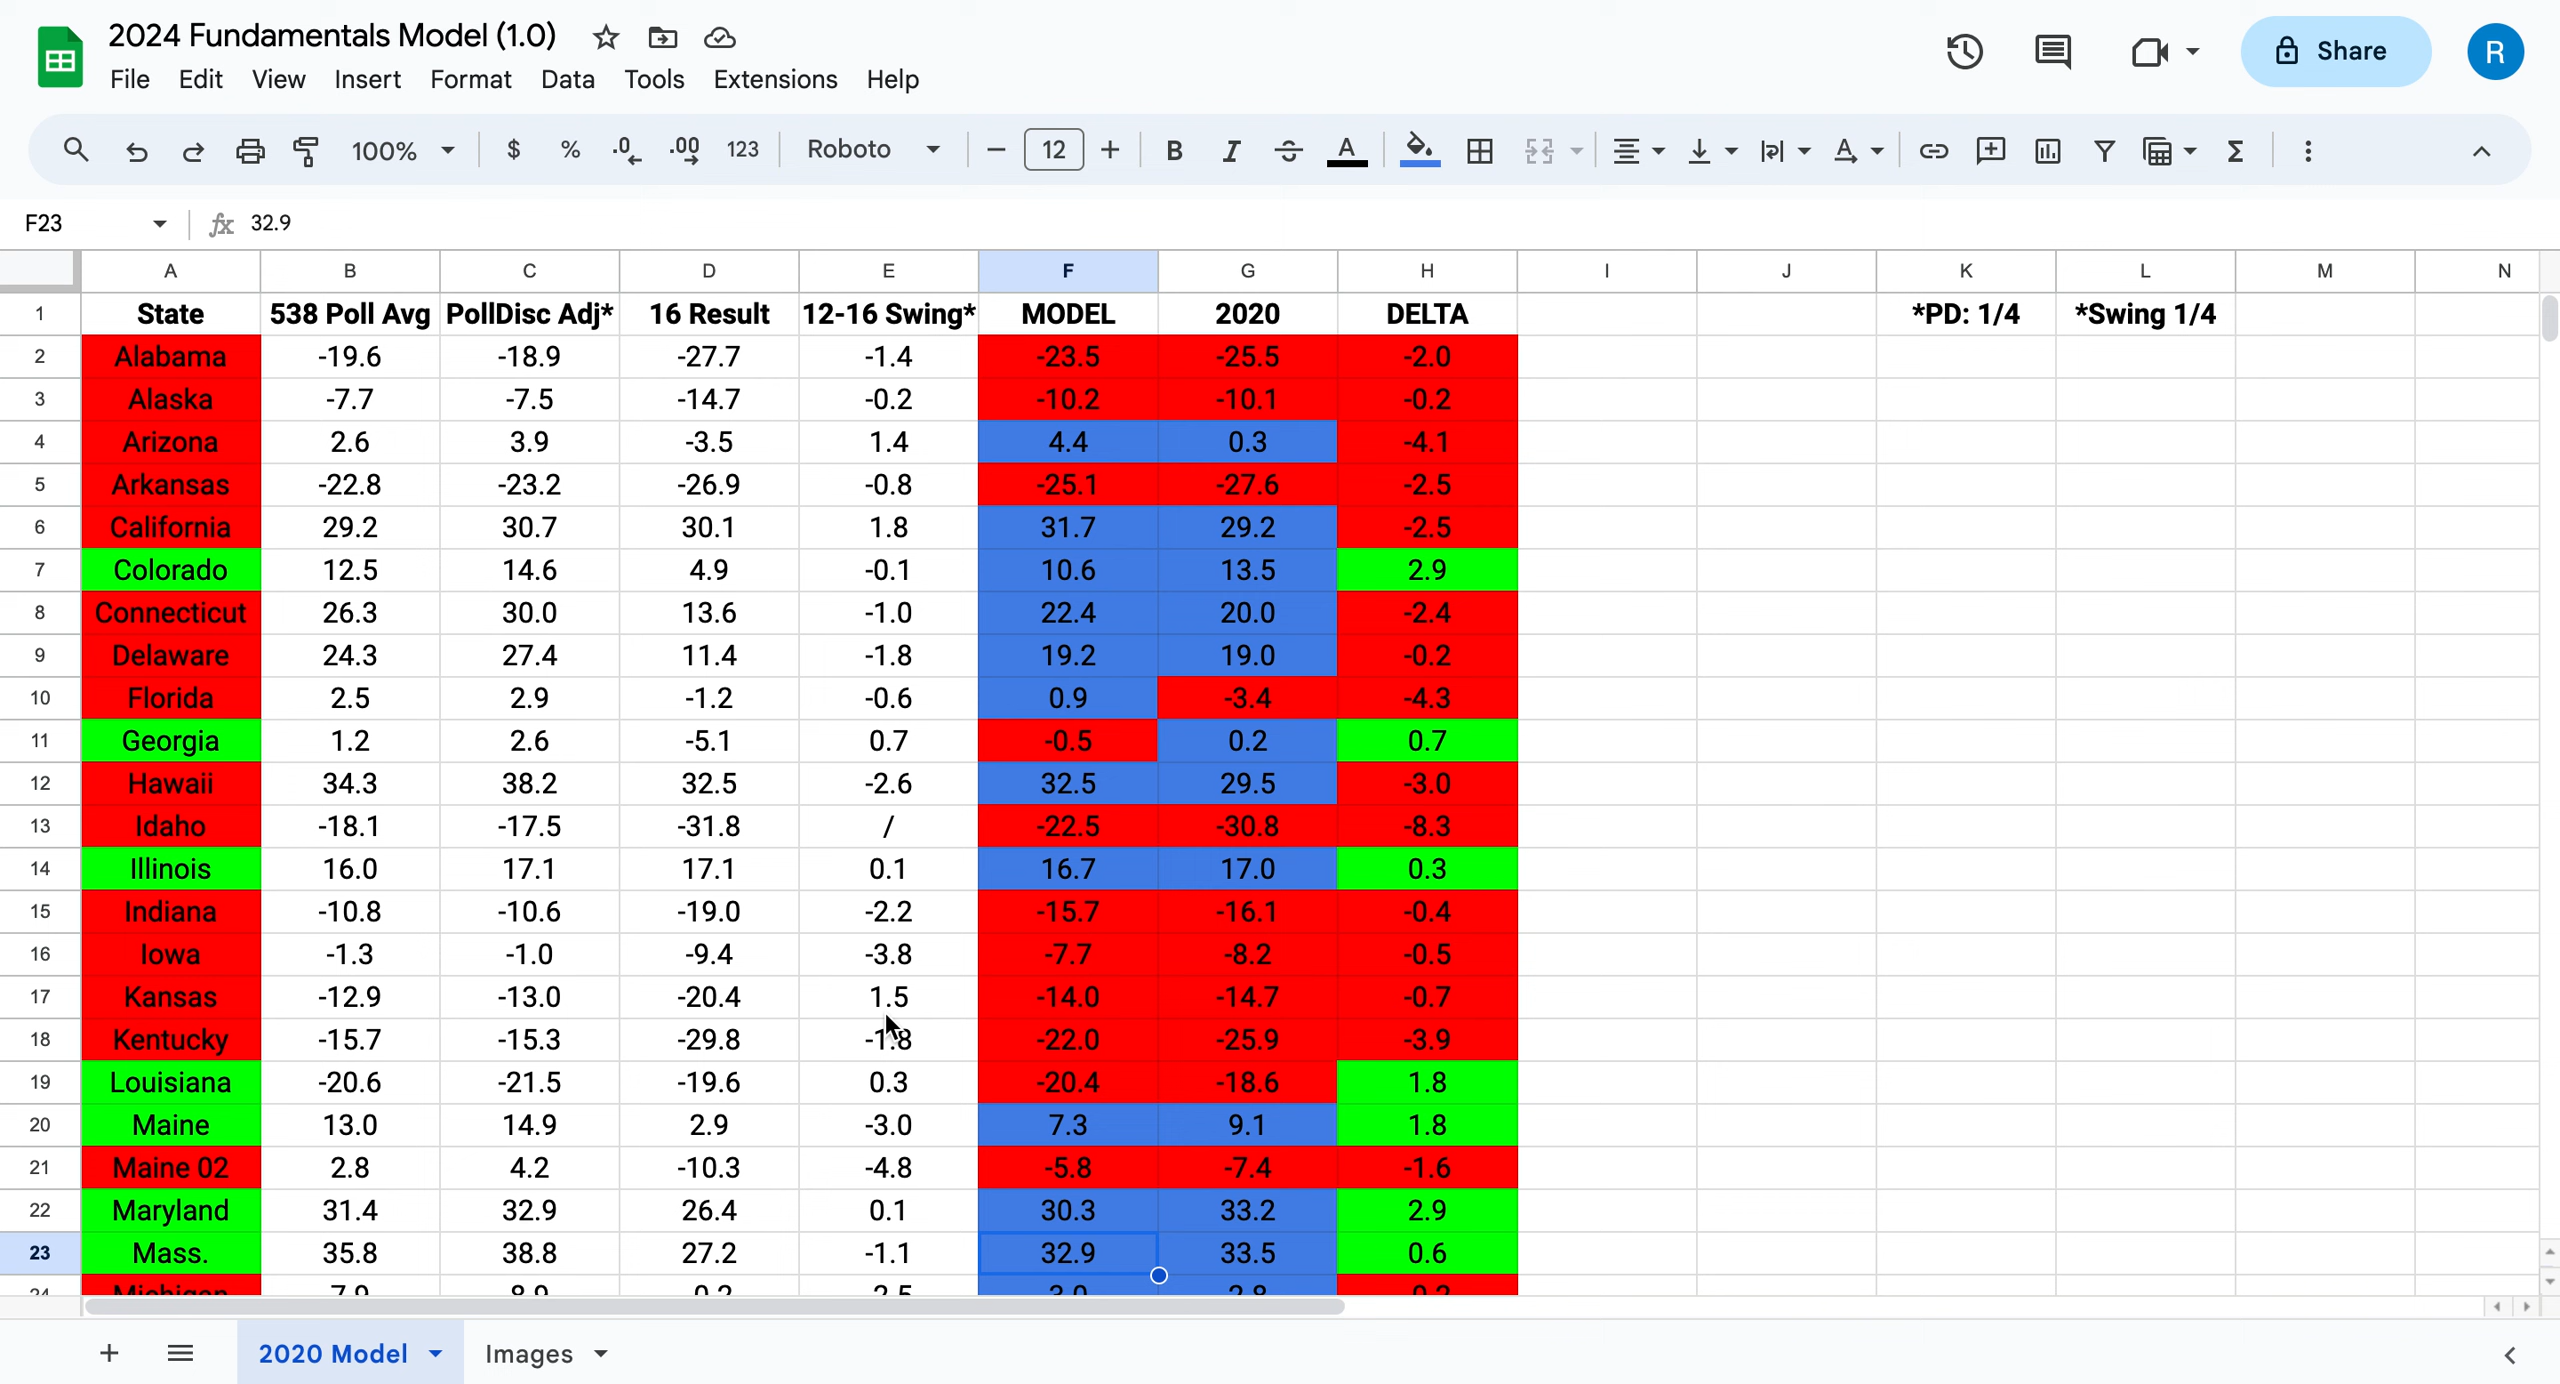 2024 Fundamentals Model (1.0)
File Edit View Insert Format Data Tools Extensions Help
Share
R
100% $ % .0 .00 123 Roboto 12 B I A
F23 fx 32.9
A B C D E F G H I J K L M N
1 State 538 Poll Avg PollDisc Adj* 16 Result 12-16 Swing* MODEL 2020 DELTA *PD: 1/4 *Swing 1/4
2 Alabama -19.6 -18.9 -27.7 -1.4 -23.5 -25.5 -2.0
3 Alaska -7.7 -7.5 -14.7 -0.2 -10.2 -10.1 -0.2
4 Arizona 2.6 3.9 -3.5 1.4 4.4 0.3 -4.1
5 Arkansas -22.8 -23.2 -26.9 -0.8 -25.1 -27.6 -2.5
6 California 29.2 30.7 30.1 1.8 31.7 29.2 -2.5
7 Colorado 12.5 14.6 4.9 -0.1 10.6 13.5 2.9
8 Connecticut 26.3 30.0 13.6 -1.0 22.4 20.0 -2.4
9 Delaware 24.3 27.4 11.4 -1.8 19.2 19.0 -0.2
10 Florida 2.5 2.9 -1.2 -0.6 0.9 -3.4 -4.3
11 Georgia 1.2 2.6 -5.1 0.7 -0.5 0.2 0.7
12 Hawaii 34.3 38.2 32.5 -2.6 32.5 29.5 -3.0
13 Idaho -18.1 -17.5 -31.8 / -22.5 -30.8 -8.3
14 Illinois 16.0 17.1 17.1 0.1 16.7 17.0 0.3
15 Indiana -10.8 -10.6 -19.0 -2.2 -15.7 -16.1 -0.4
16 Iowa -1.3 -1.0 -9.4 -3.8 -7.7 -8.2 -0.5
17 Kansas -12.9 -13.0 -20.4 1.5 -14.0 -14.7 -0.7
18 Kentucky -15.7 -15.3 -29.8 -1.8 -22.0 -25.9 -3.9
19 Louisiana -20.6 -21.5 -19.6 0.3 -20.4 -18.6 1.8
20 Maine 13.0 14.9 2.9 -3.0 7.3 9.1 1.8
21 Maine 02 2.8 4.2 -10.3 -4.8 -5.8 -7.4 -1.6
22 Maryland 31.4 32.9 26.4 0.1 30.3 33.2 2.9
23 Mass. 35.8 38.8 27.2 -1.1 32.9 33.5 0.6
24 Michigan
2020 Model Images